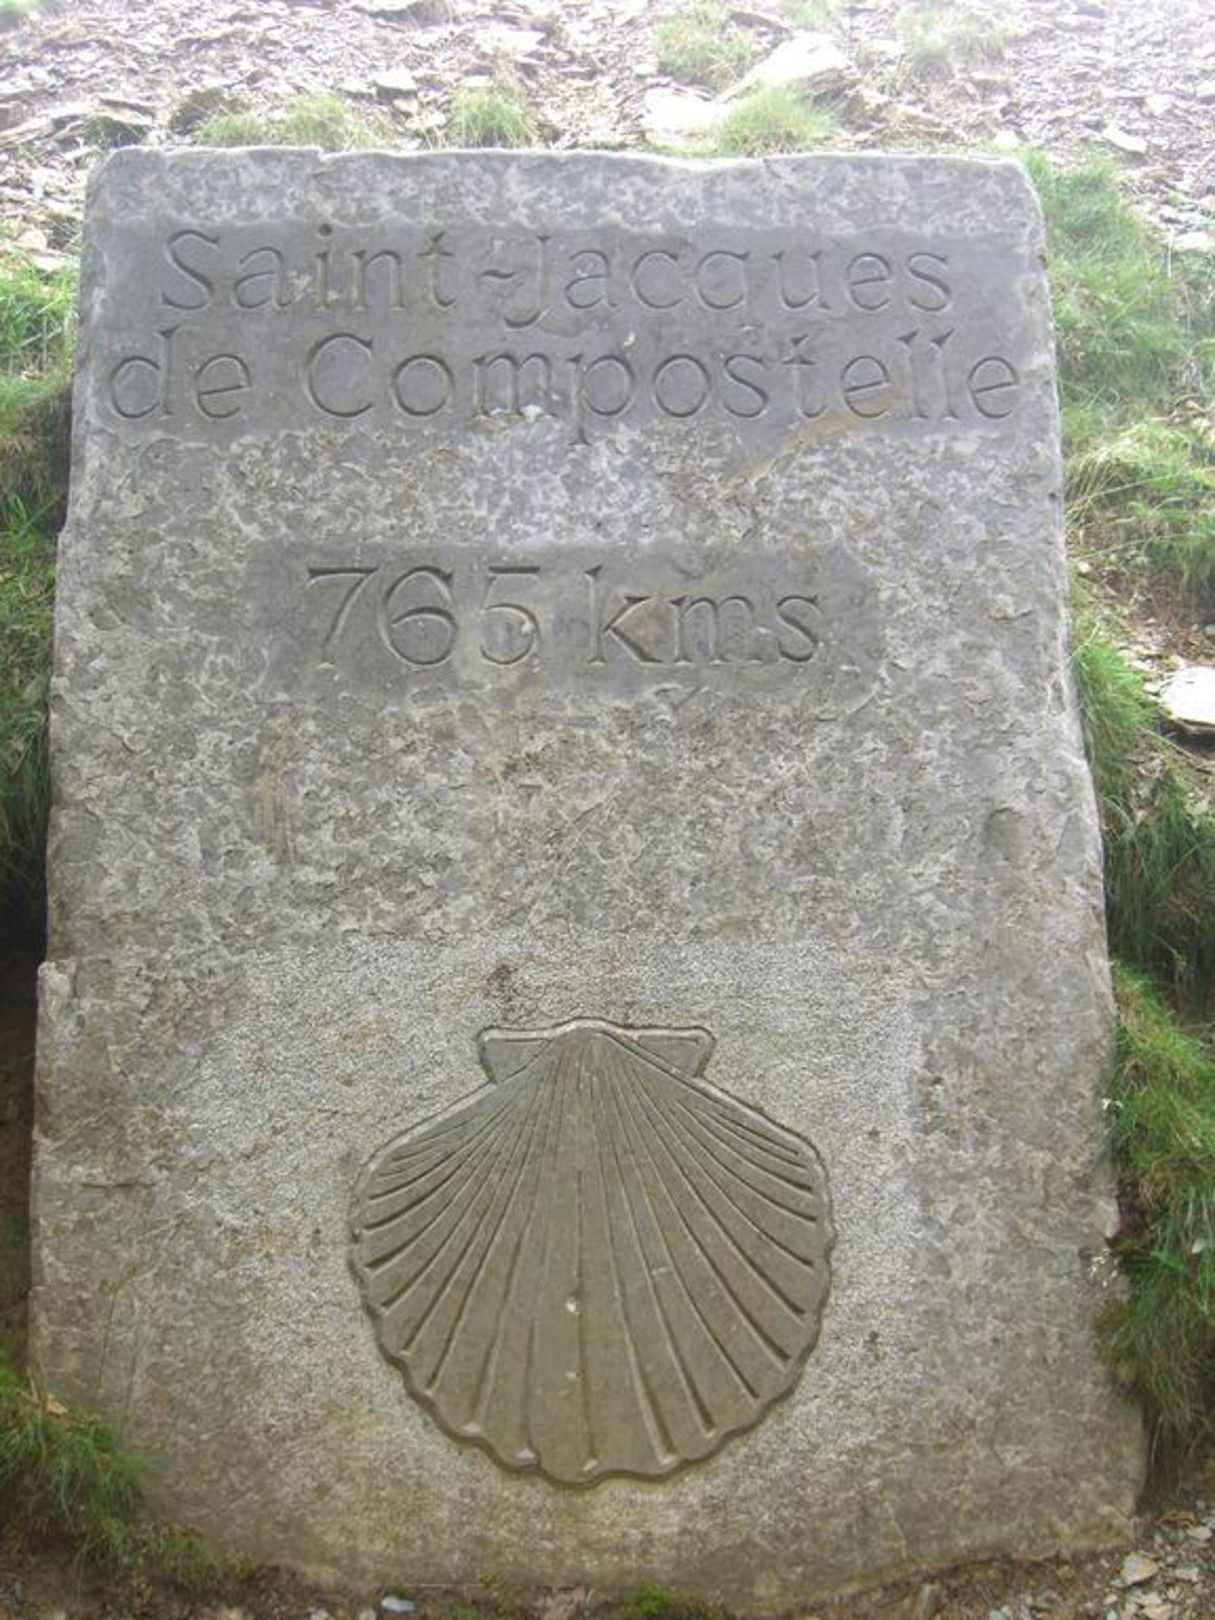 Saint-Jacques
de Compostelle
765 kms